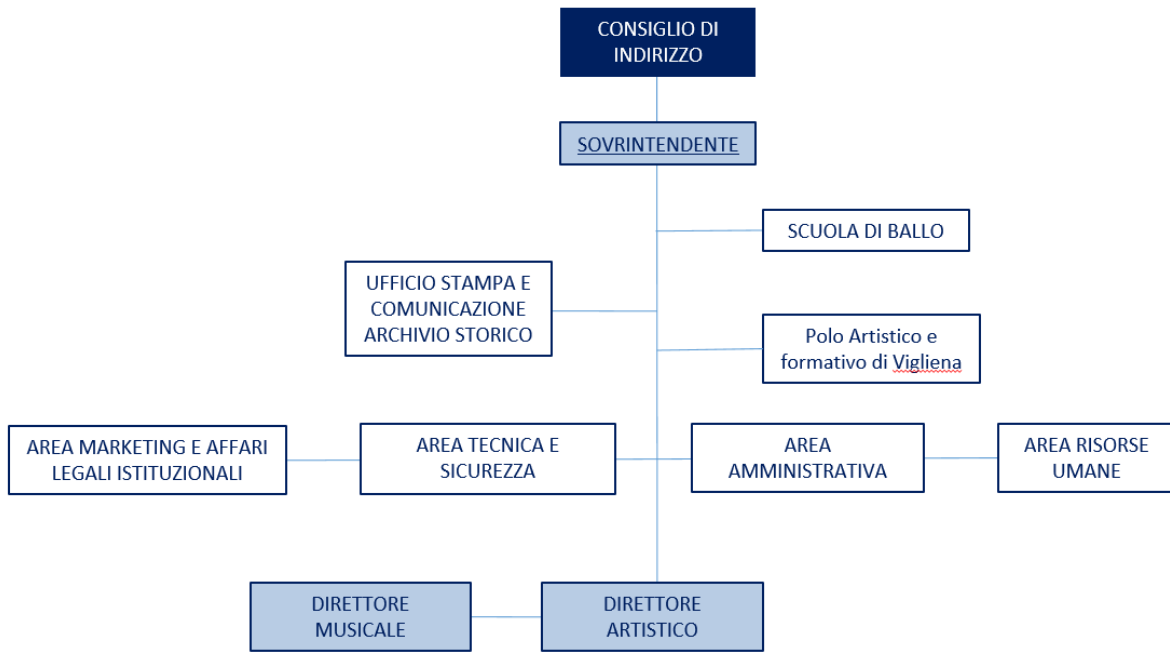 CONSIGLIO DI
INDIRIZZO
SOVRINTENDENTE
SCUOLA DI BALLO
UFFICIO STAMPA E
COMUNICAZIONE
ARCHIVIO STORICO
Polo Artistico e
formativo di Vigliena
AREA MARKETING E AFFARI
LEGALI ISTITUZIONALI
AREA TECNICA E
SICUREZZA
AREA
AMMINISTRATIVA
AREA RISORSE
UMANE
DIRETTORE
MUSICALE
DIRETTORE
ARTISTICO